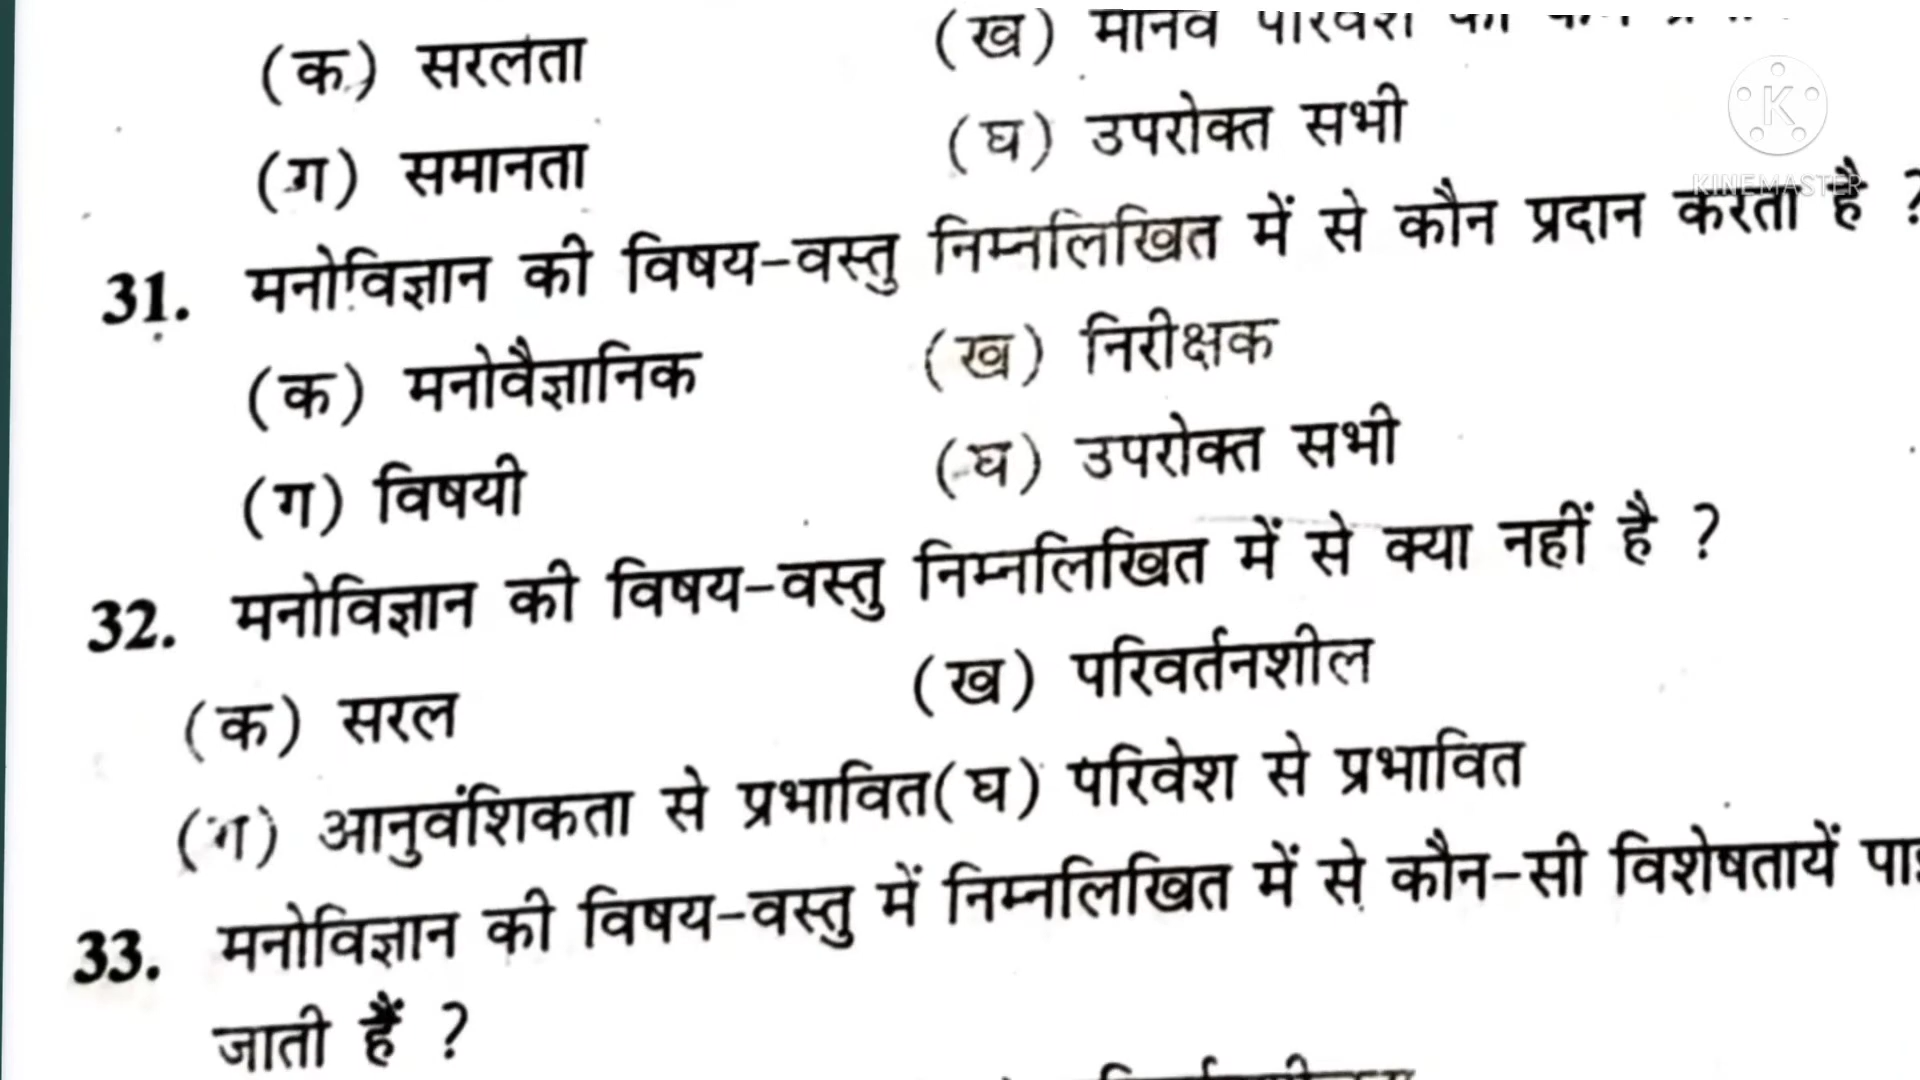 (क) सरलता (ख) मानव
(ग) समानता (घ) उपरोक्त सभी
KINEMASTER
31. मनोविज्ञान की विषय-वस्तु निम्नलिखित में से कौन प्रदान करता है ?
(क) मनोवैज्ञानिक (ख) निरीक्षक
(ग) विषयी (घ) उपरोक्त सभी
32. मनोविज्ञान की विषय-वस्तु निम्नलिखित में से क्या नहीं है ?
(क) सरल (ख) परिवर्तनशील
(ग) आनुवंशिकता से प्रभावित(घ) परिवेश से प्रभावित
33. मनोविज्ञान की विषय-वस्तु में निम्नलिखित में से कौन-सी विशेषतायें
जाती हैं ?